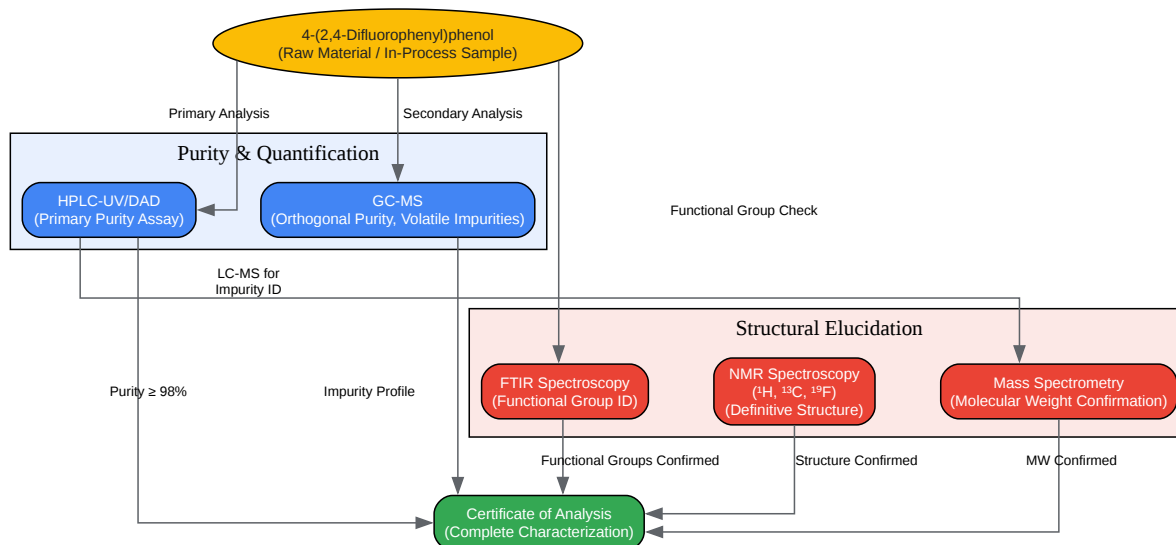 4-(2,4-Difluorophenyl)phenol
(Raw Material / In-Process Sample)
Primary Analysis
Secondary Analysis
Purity & Quantification
HPLC-UV/DAD
(Primary Purity Assay)
GC-MS
(Orthogonal Purity, Volatile Impurities)
Functional Group Check
LC-MS for
Impurity ID
Structural Elucidation
FTIR Spectroscopy
(Functional Group ID)
NMR Spectroscopy
(¹H, ¹³C, ¹⁹F)
(Definitive Structure)
Mass Spectrometry
(Molecular Weight Confirmation)
Purity ≥ 98%
Impurity Profile
Functional Groups Confirmed
Structure Confirmed
MW Confirmed
Certificate of Analysis
(Complete Characterization)